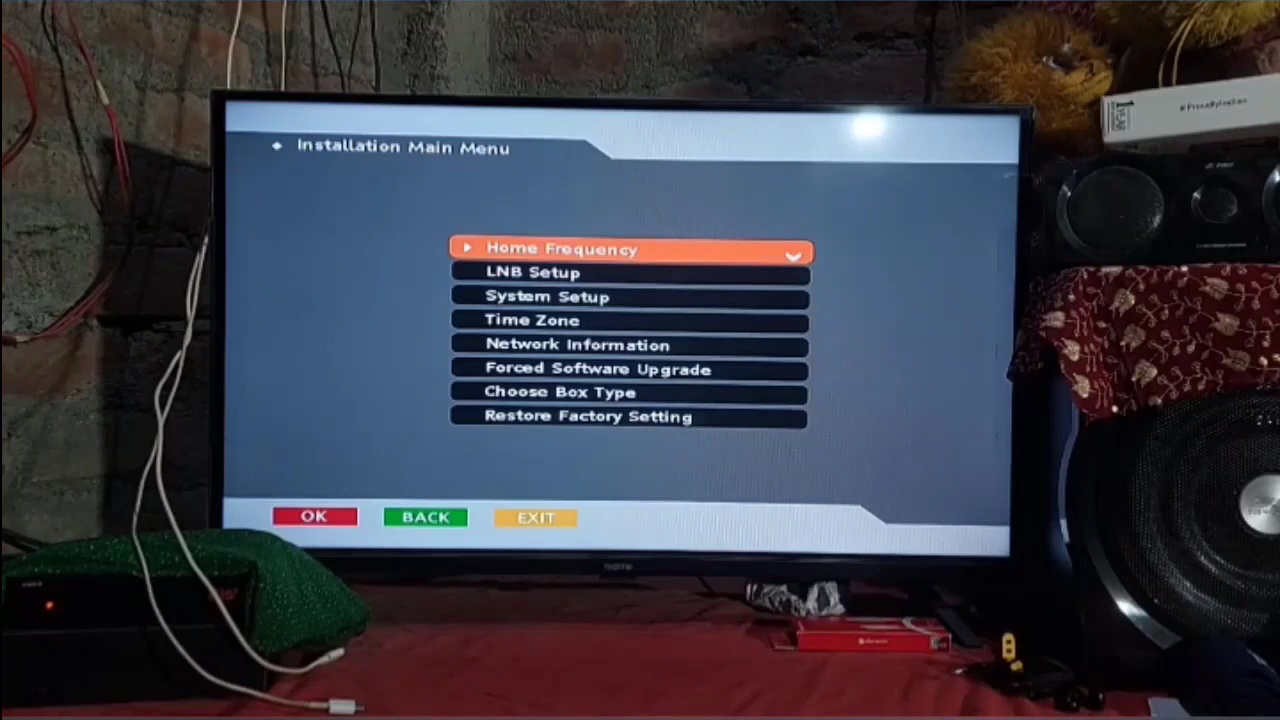 Installation Main Menu
Home Frequency
LNB Setup
System Setup
Time Zone
Network Information
Forced Software Upgrade
Choose Box Type
Restore Factory Setting
OK
BACK
EXIT